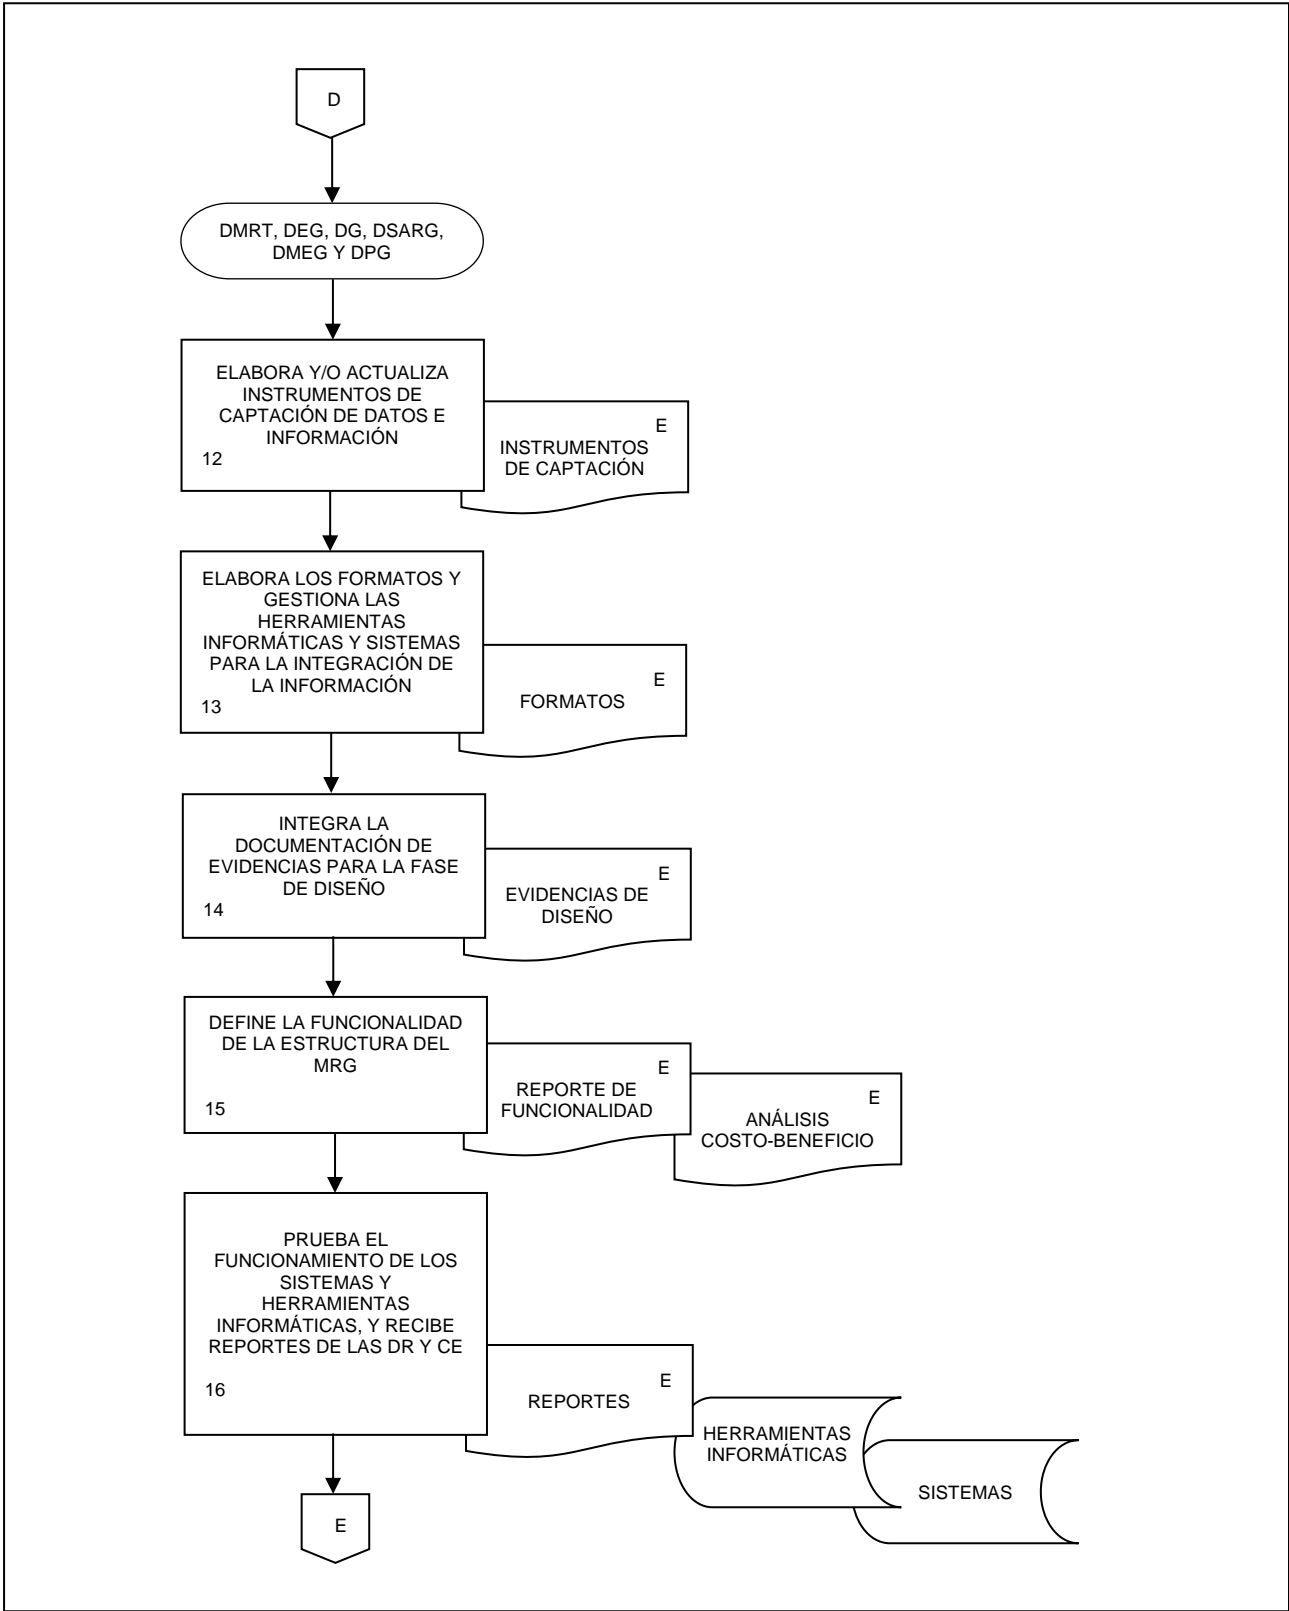 D
DMRT, DEG, DG, DSARG,
DMEG Y DPG
ELABORA Y/O ACTUALIZA
INSTRUMENTOS DE
CAPTACIÓN DE DATOS E
INFORMACIÓN
12
E
INSTRUMENTOS
DE CAPTACIÓN
ELABORA LOS FORMATOS Y
GESTIONA LAS
HERRAMIENTAS
INFORMÁTICAS Y SISTEMAS
PARA LA INTEGRACIÓN DE
LA INFORMACIÓN
13
E
FORMATOS
INTEGRA LA
DOCUMENTACIÓN DE
EVIDENCIAS PARA LA FASE
DE DISEÑO
14
E
EVIDENCIAS DE
DISEÑO
DEFINE LA FUNCIONALIDAD
DE LA ESTRUCTURA DEL
MRG
15
E
REPORTE DE
FUNCIONALIDAD
E
ANÁLISIS
COSTO-BENEFICIO
PRUEBA EL
FUNCIONAMIENTO DE LOS
SISTEMAS Y
HERRAMIENTAS
INFORMÁTICAS, Y RECIBE
REPORTES DE LAS DR Y CE
16
E
REPORTES
HERRAMIENTAS
INFORMÁTICAS
SISTEMAS
E